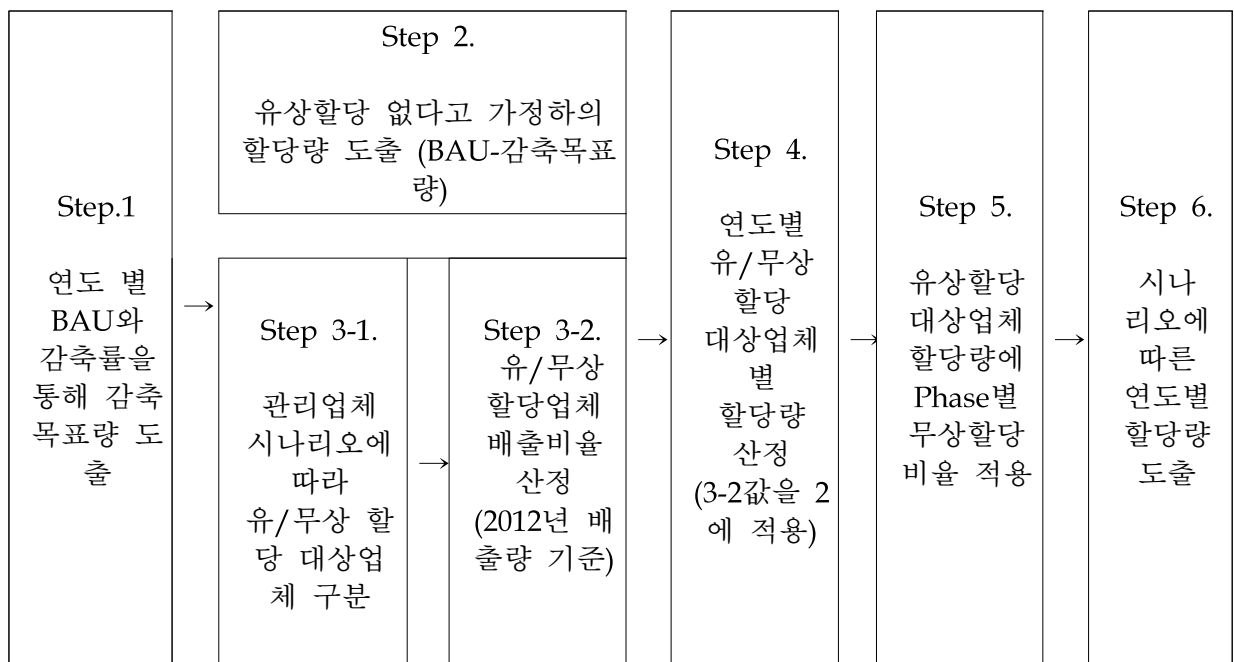 Step.1
연도 별
BAU와
감축률을
통해 감축
목표량 도
출
→
Step 2.
유상할당 없다고 가정하의
할당량 도출 (BAU-감축목표
량)
Step 3-1.
관리업체
시나리오에
따라
유/무상 할
당 대상업
체 구분
→
Step 3-2.
유/무상
할당업체
배출비율
산정
(2012년 배
출량 기준)
→
Step 4.
연도별
유/무상
할당
대상업체
별
할당량
산정
(3-2값을 2
에 적용)
→
Step 5.
유상할당
대상업체
할당량에
Phase별
무상할당
비율 적용
→
Step 6.
시나
리오에
따른
연도별
할당량
도출